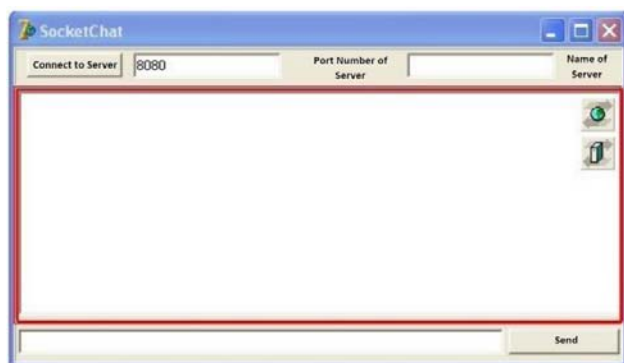 SocketChat
Connect to Server 8080 Port Number of Name of
Server Server
Send